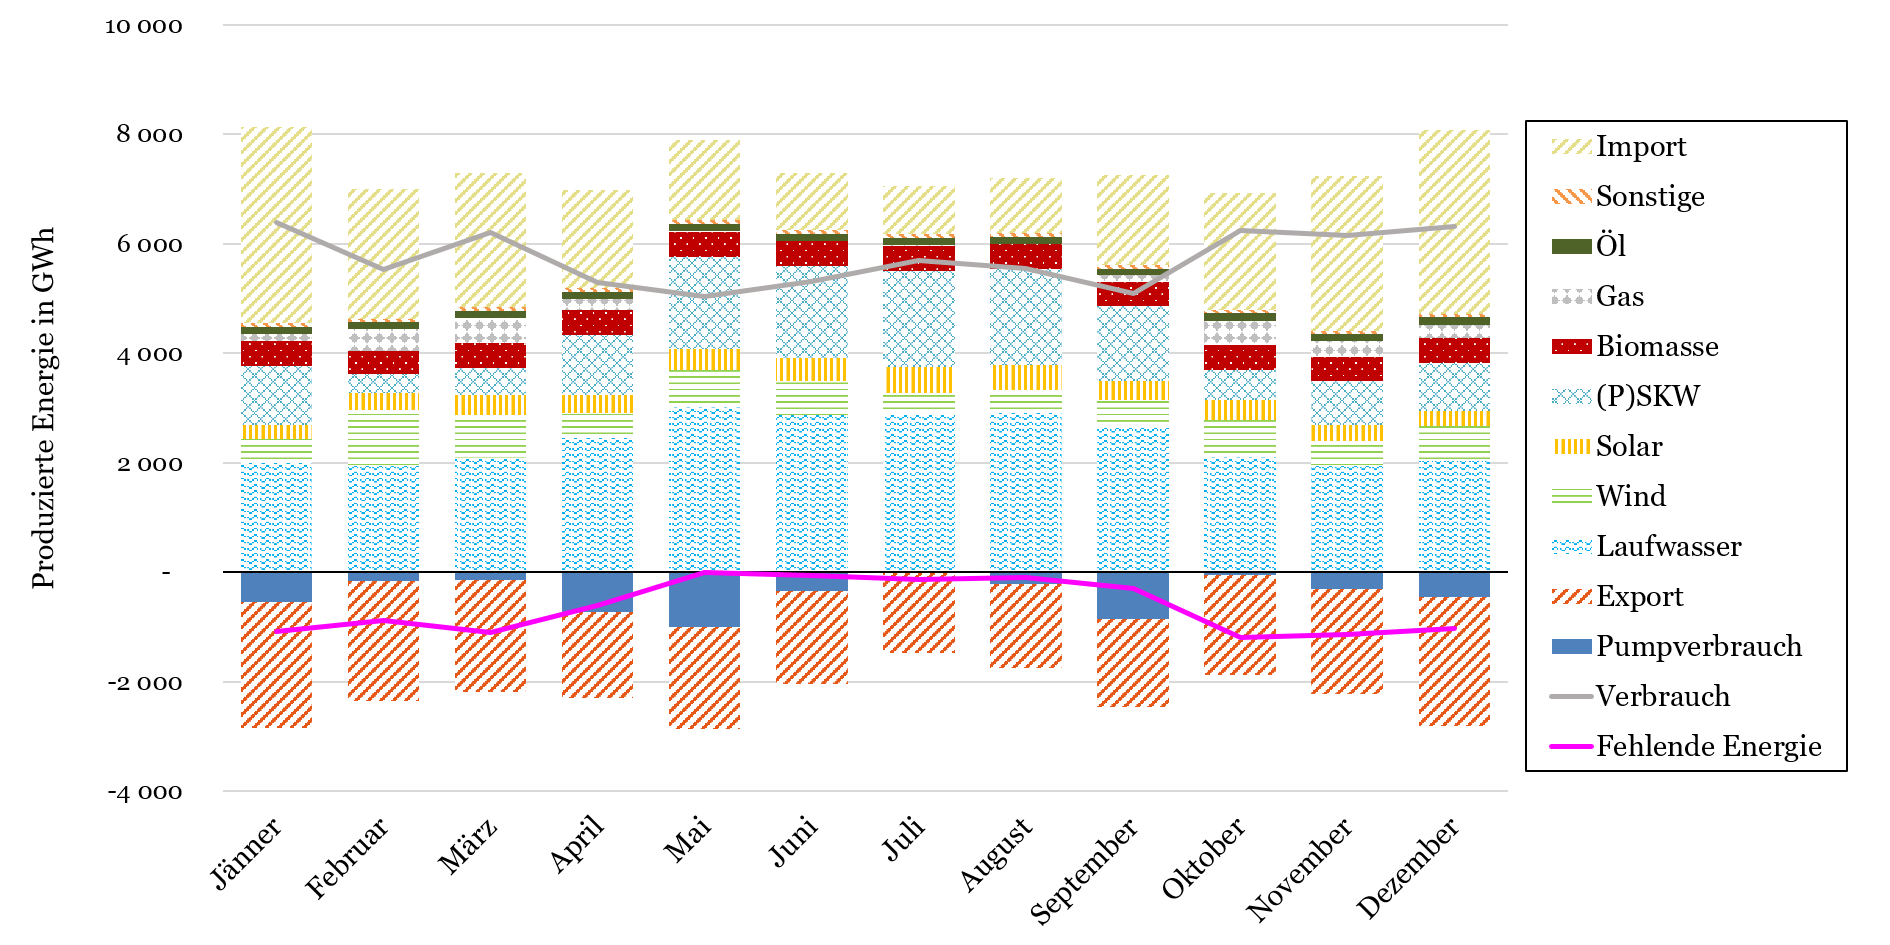 10 000
8 000
6 000
4 000
2 000
-
-2 000
-4 000
Produzierte Energie in GWh
Jänner
Februar
März
April
Mai
Juni
Juli
August
September
Oktober
November
Dezember
Import
Sonstige
Öl
Gas
Biomasse
(P)SKW
Solar
Wind
Laufwasser
Export
Pumpverbrauch
Verbrauch
Fehlende Energie